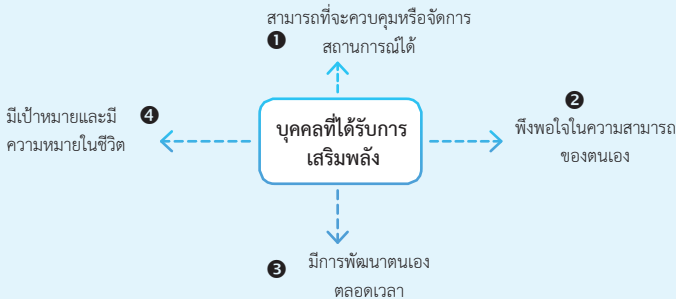 สามารถที่จะควบคุมหรือจัดการ
❶ สถานการณ์ได้
❷
พึงพอใจในความสามารถ
ของตนเอง
❹ มีเป้าหมายและมี
ความหมายในชีวิต
บุคคลที่ได้รับการ
เสริมพลัง
❸ มีการพัฒนาตนเอง
ตลอดเวลา